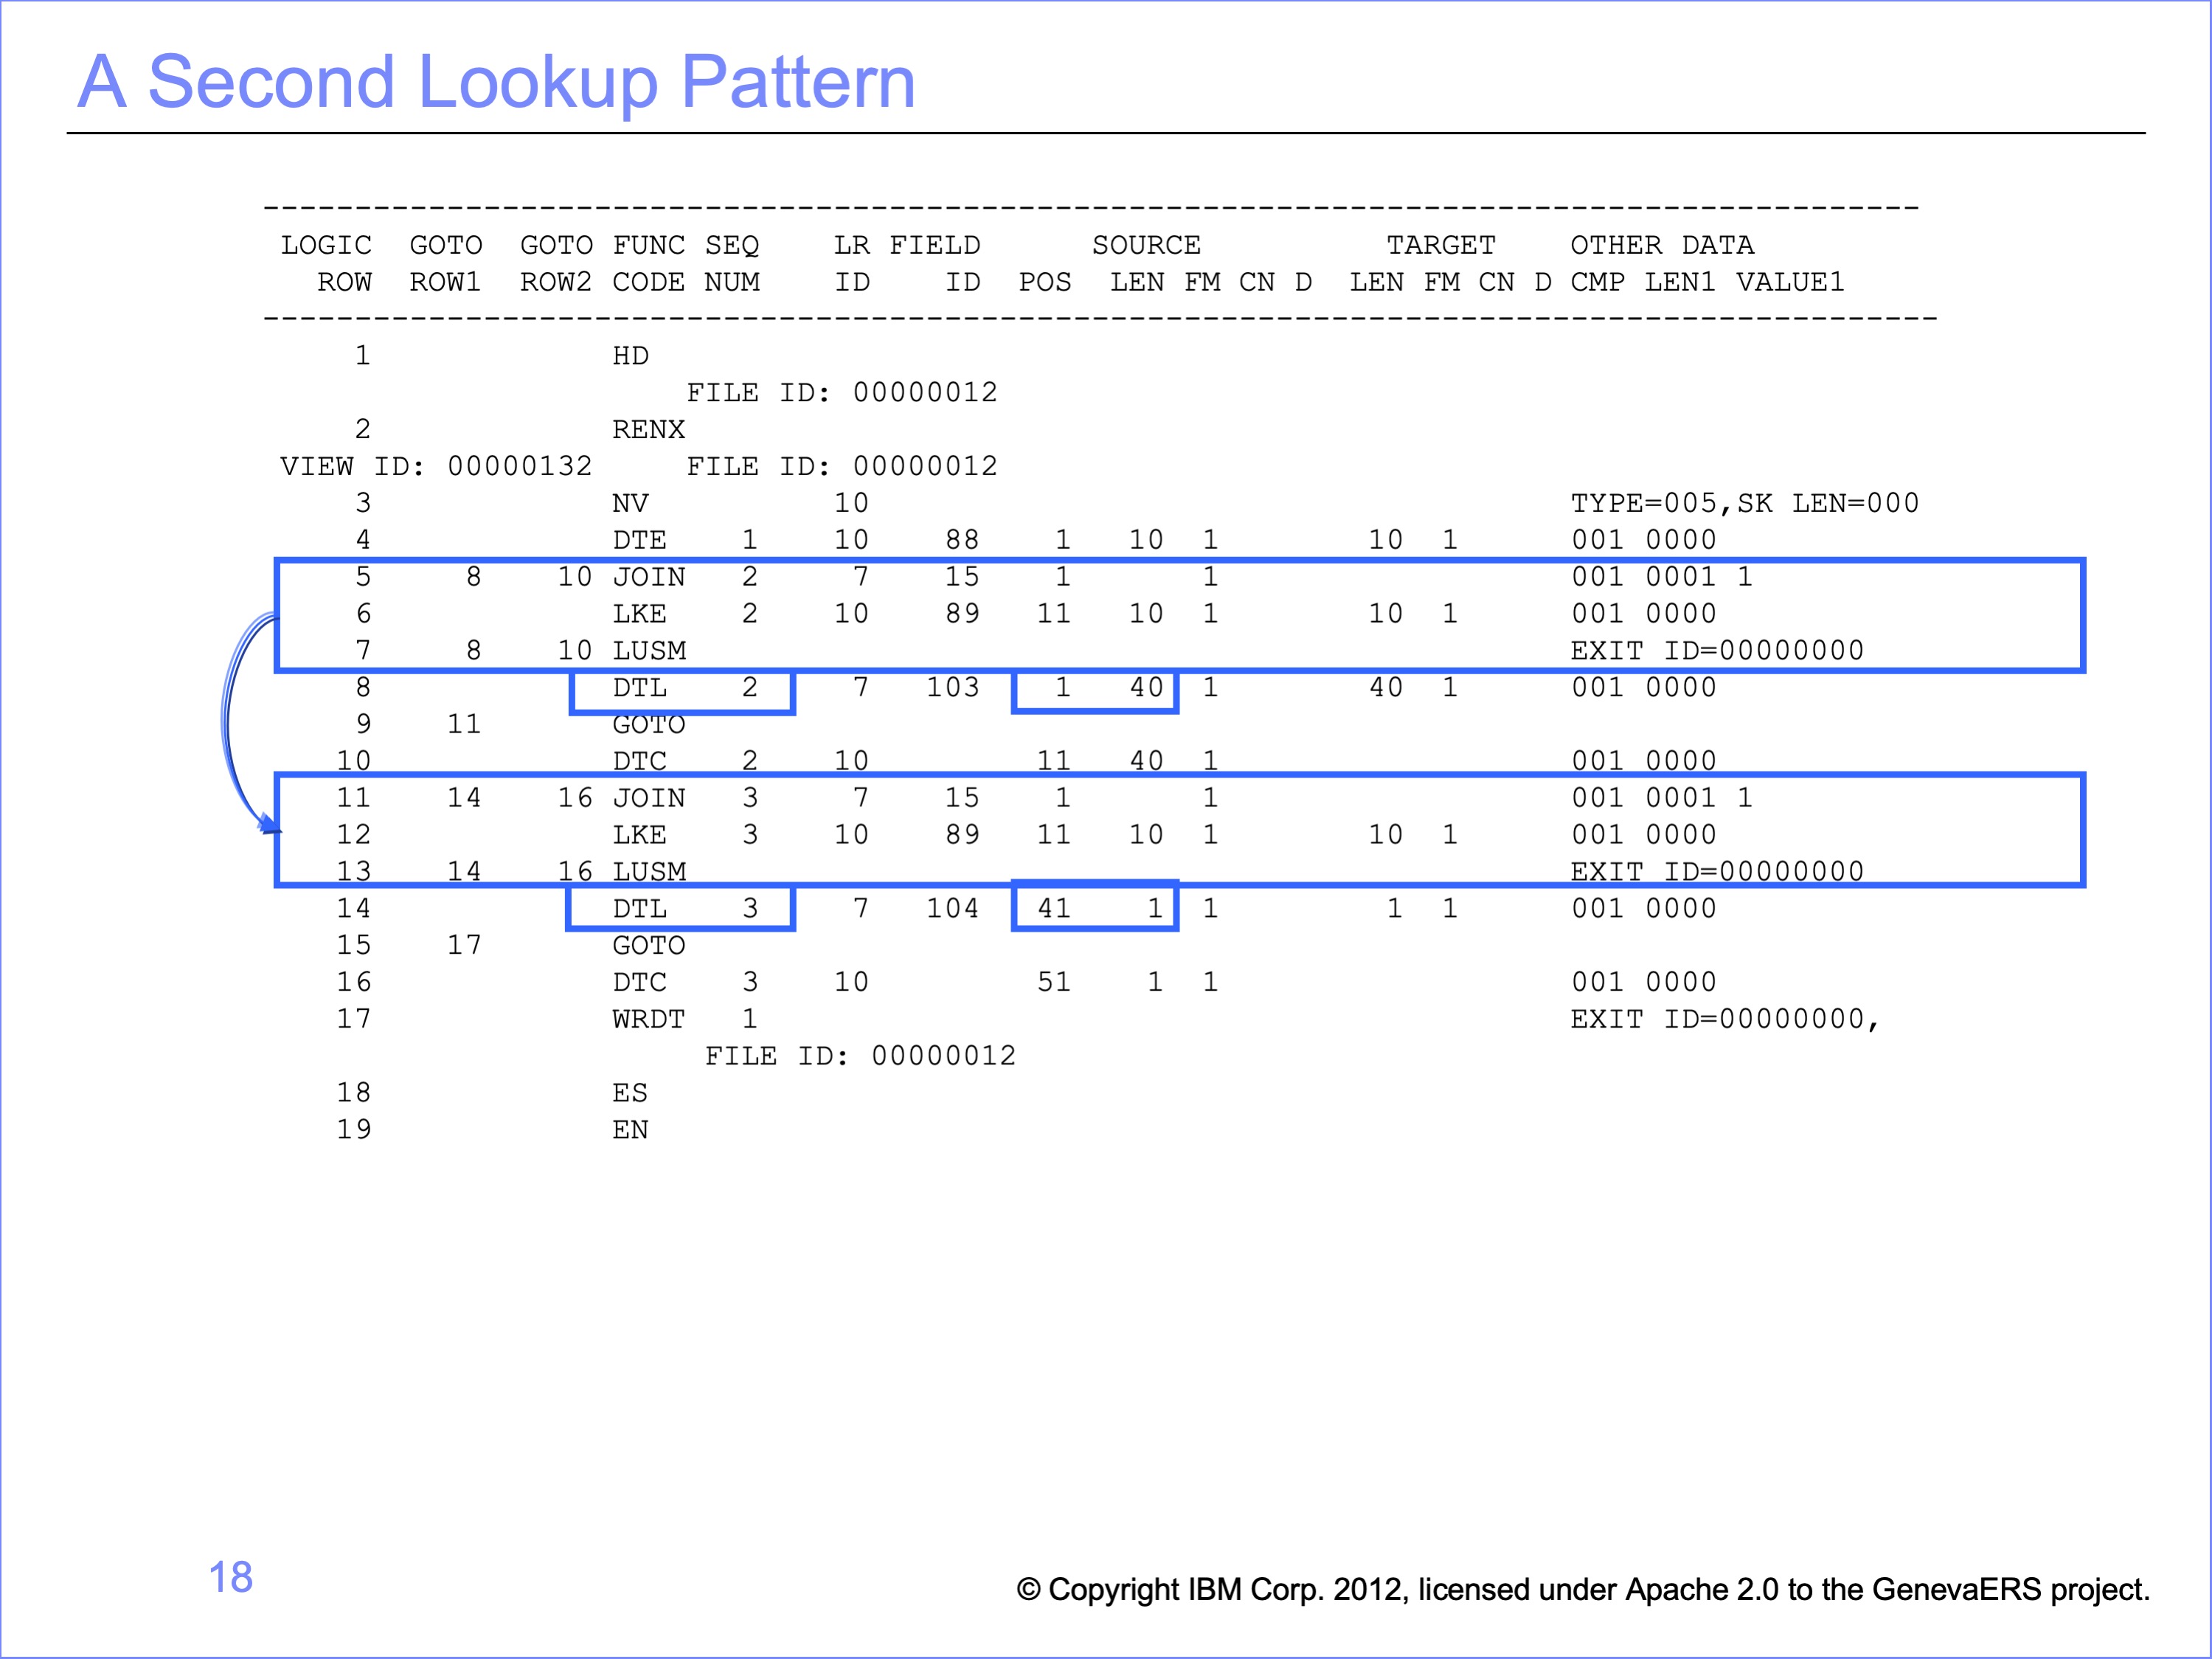 A Second Lookup Pattern
------------------------------------------------------------------------------------------
LOGIC  GOTO  GOTO FUNC SEQ    LR FIELD      SOURCE          TARGET    OTHER DATA
ROW  ROW1  ROW2 CODE NUM    ID    ID  POS  LEN FM CN D  LEN FM CN D CMP LEN1 VALUE1
-------------------------------------------------------------------------------------------
1 HD
FILE ID: 00000012
2 RENX
VIEW ID: 00000132     FILE ID: 00000012
3 NV 10 TYPE=005,SK LEN=000
4 DTE 1 10 88 1 10 1 10 1 001 0000
5 8 10 JOIN 2 7 15 1 1 001 0001 1
6 LKE 2 10 89 11 10 1 10 1 001 0000
7 8 10 LUSM EXIT ID=00000000
8 DTL 2 7 103 1 40 1 40 1 001 0000
9 11 GOTO
10 DTC 2 10 11 40 1 001 0000
11 14 16 JOIN 3 7 15 1 1 001 0001 1
12 LKE 3 10 89 11 10 1 10 1 001 0000
13 14 16 LUSM EXIT ID=00000000
14 DTL 3 7 104 41 1 1 1 1 001 0000
15 17 GOTO
16 DTC 3 10 51 1 1 001 0000
17 WRDT 1 EXIT ID=00000000,
FILE ID: 00000012
18 ES
19 EN
18
© Copyright IBM Corp. 2012, licensed under Apache 2.0 to the GenevaERS project.